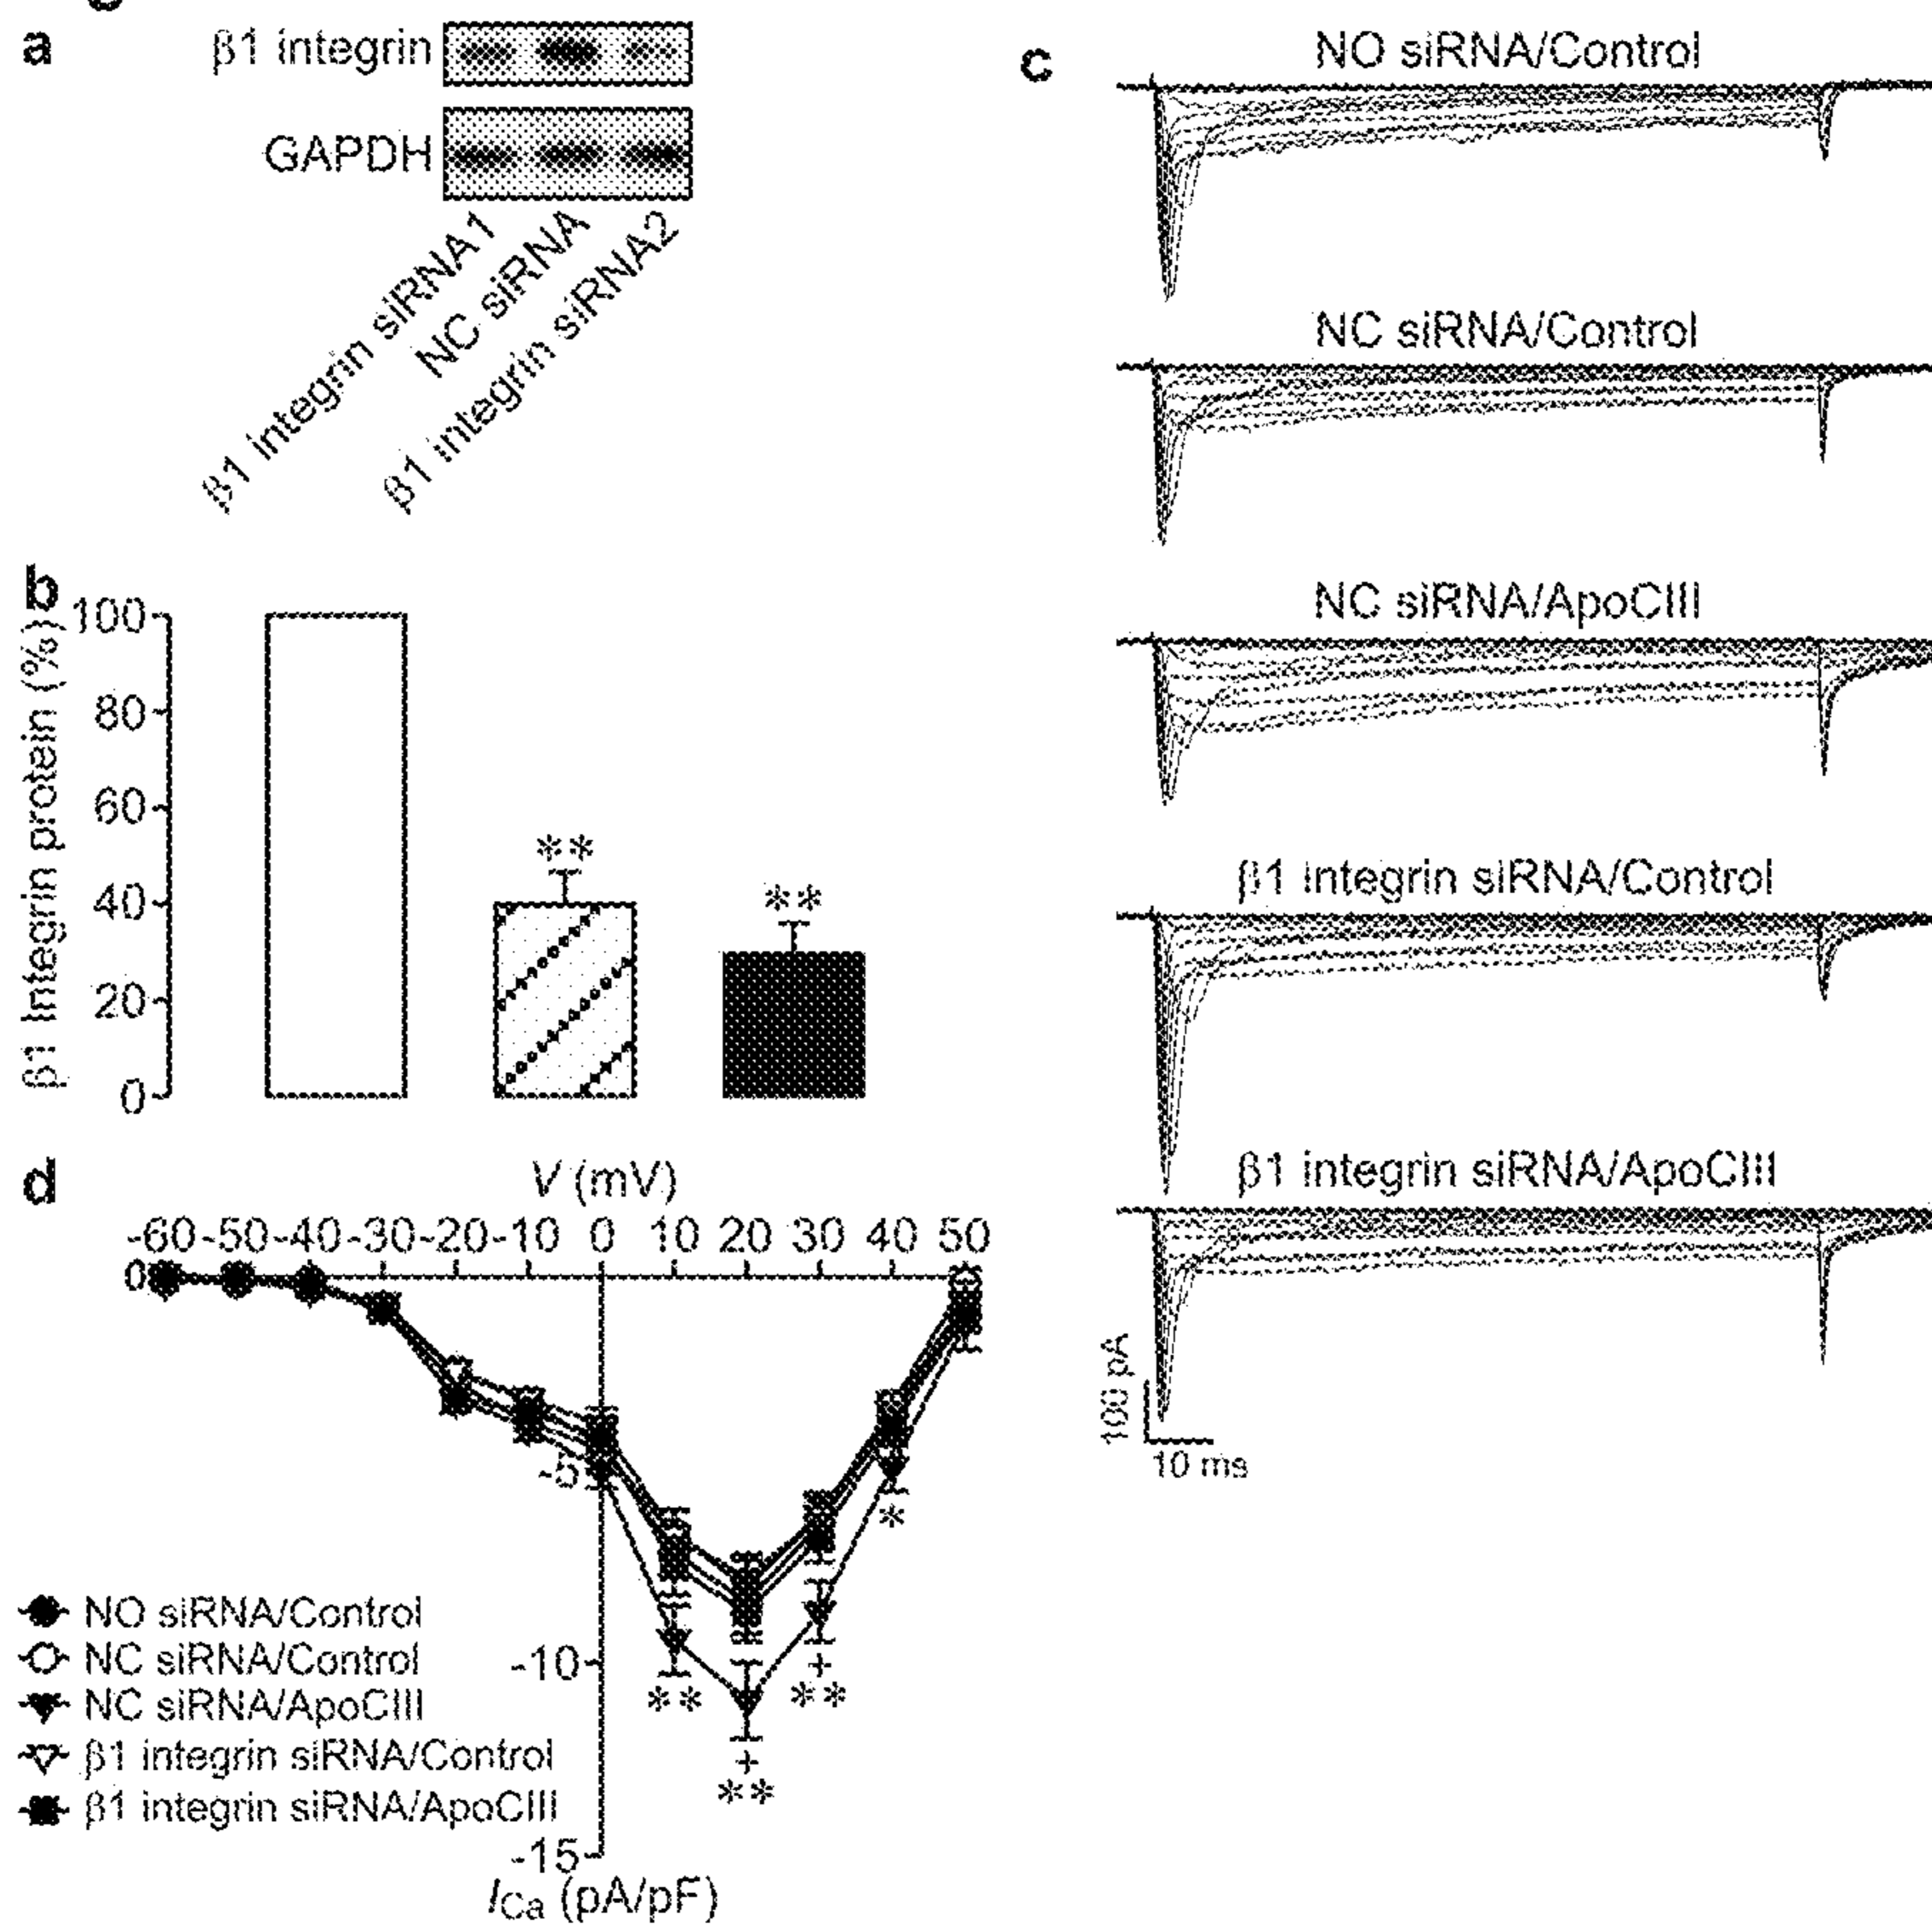 a
β1 integrin
GAPDH
β1 integrin siRNA1
NC siRNA
β1 integrin siRNA2
b
β1 Integrin protein (%)
100
80
60
40
20
0
**
**
c
NO siRNA/Control
NC siRNA/Control
NC siRNA/ApoCIII
β1 integrin siRNA/Control
β1 integrin siRNA/ApoCIII
100 pA
10 ms
d
V (mV)
-60 -50 -40 -30 -20 -10 0 10 20 30 40 50
0
-5
-10
-15
**
+
**
+
**
*
NO siRNA/Control
NC siRNA/Control
NC siRNA/ApoCIII
β1 integrin siRNA/Control
β1 integrin siRNA/ApoCIII
ICa (pA/pF)